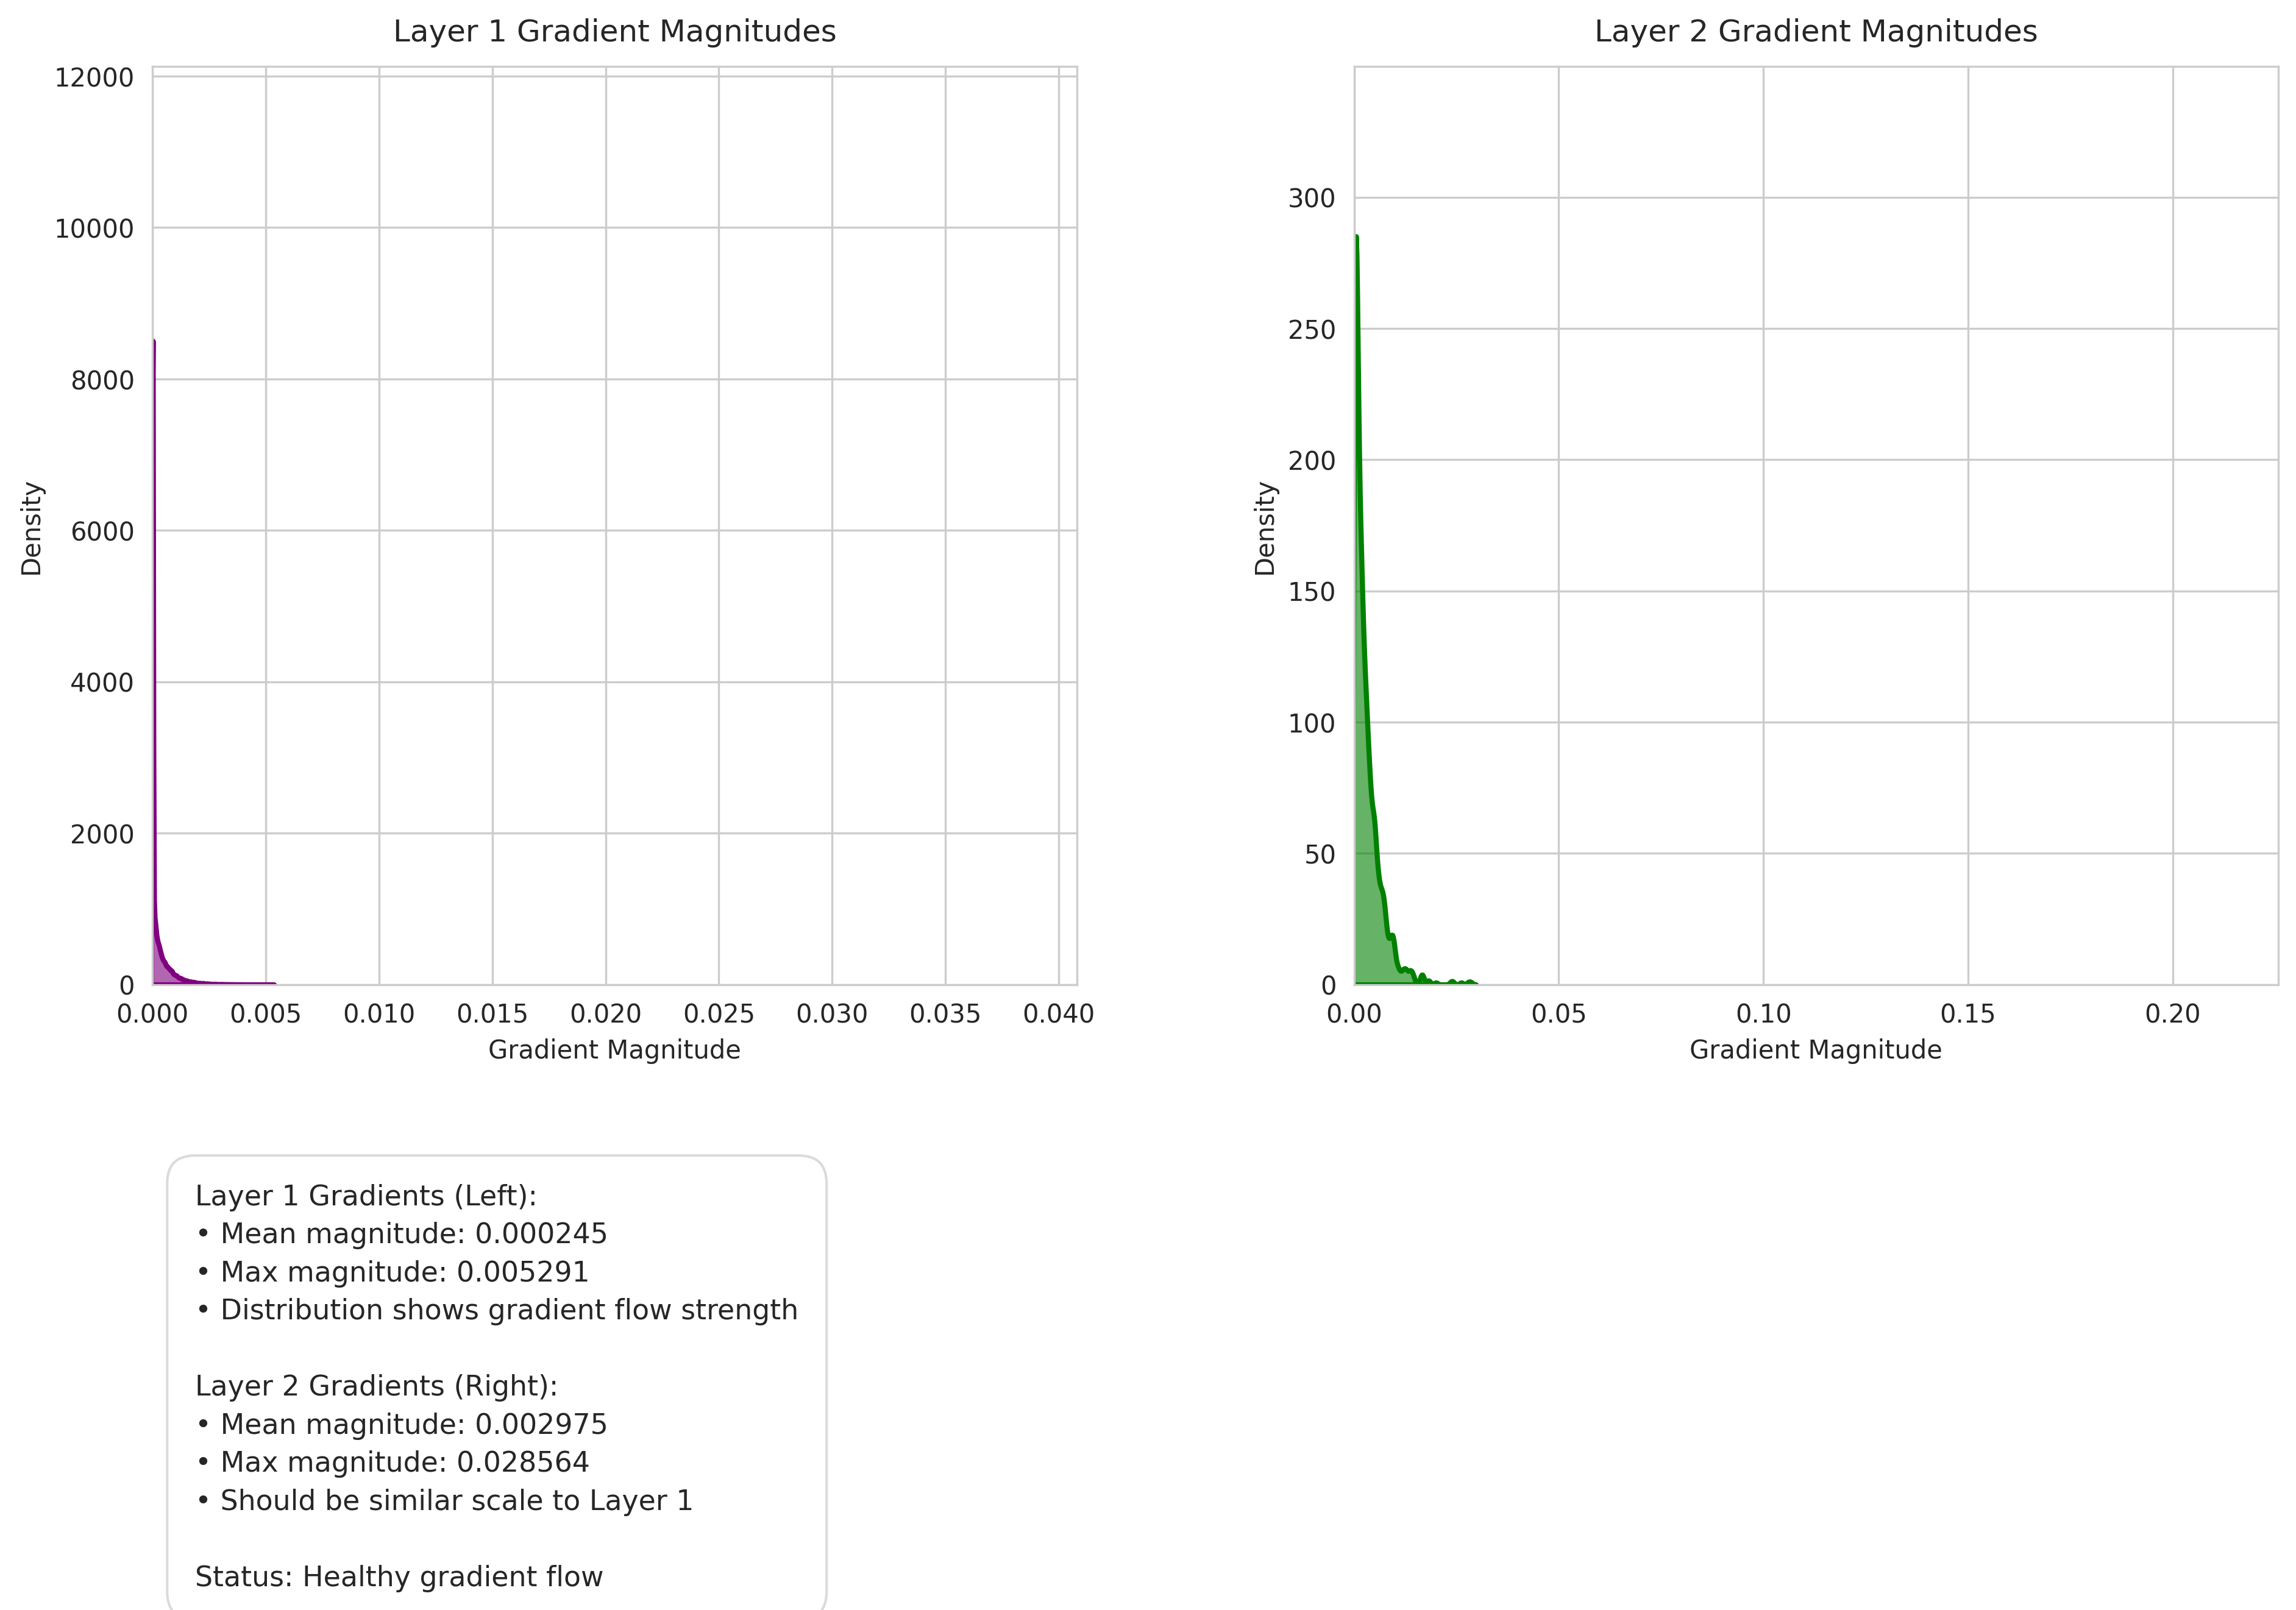 Layer 1 Gradient Magnitudes
12000
10000
8000
6000
4000
2000
0
Density
0.000 0.005 0.010 0.015 0.020 0.025 0.030 0.035 0.040
Gradient Magnitude
Layer 2 Gradient Magnitudes
300
250
200
150
100
50
0
Density
0.00 0.05 0.10 0.15 0.20
Gradient Magnitude
Layer 1 Gradients (Left):
• Mean magnitude: 0.000245
• Max magnitude: 0.005291
• Distribution shows gradient flow strength
Layer 2 Gradients (Right):
• Mean magnitude: 0.002975
• Max magnitude: 0.028564
• Should be similar scale to Layer 1
Status: Healthy gradient flow